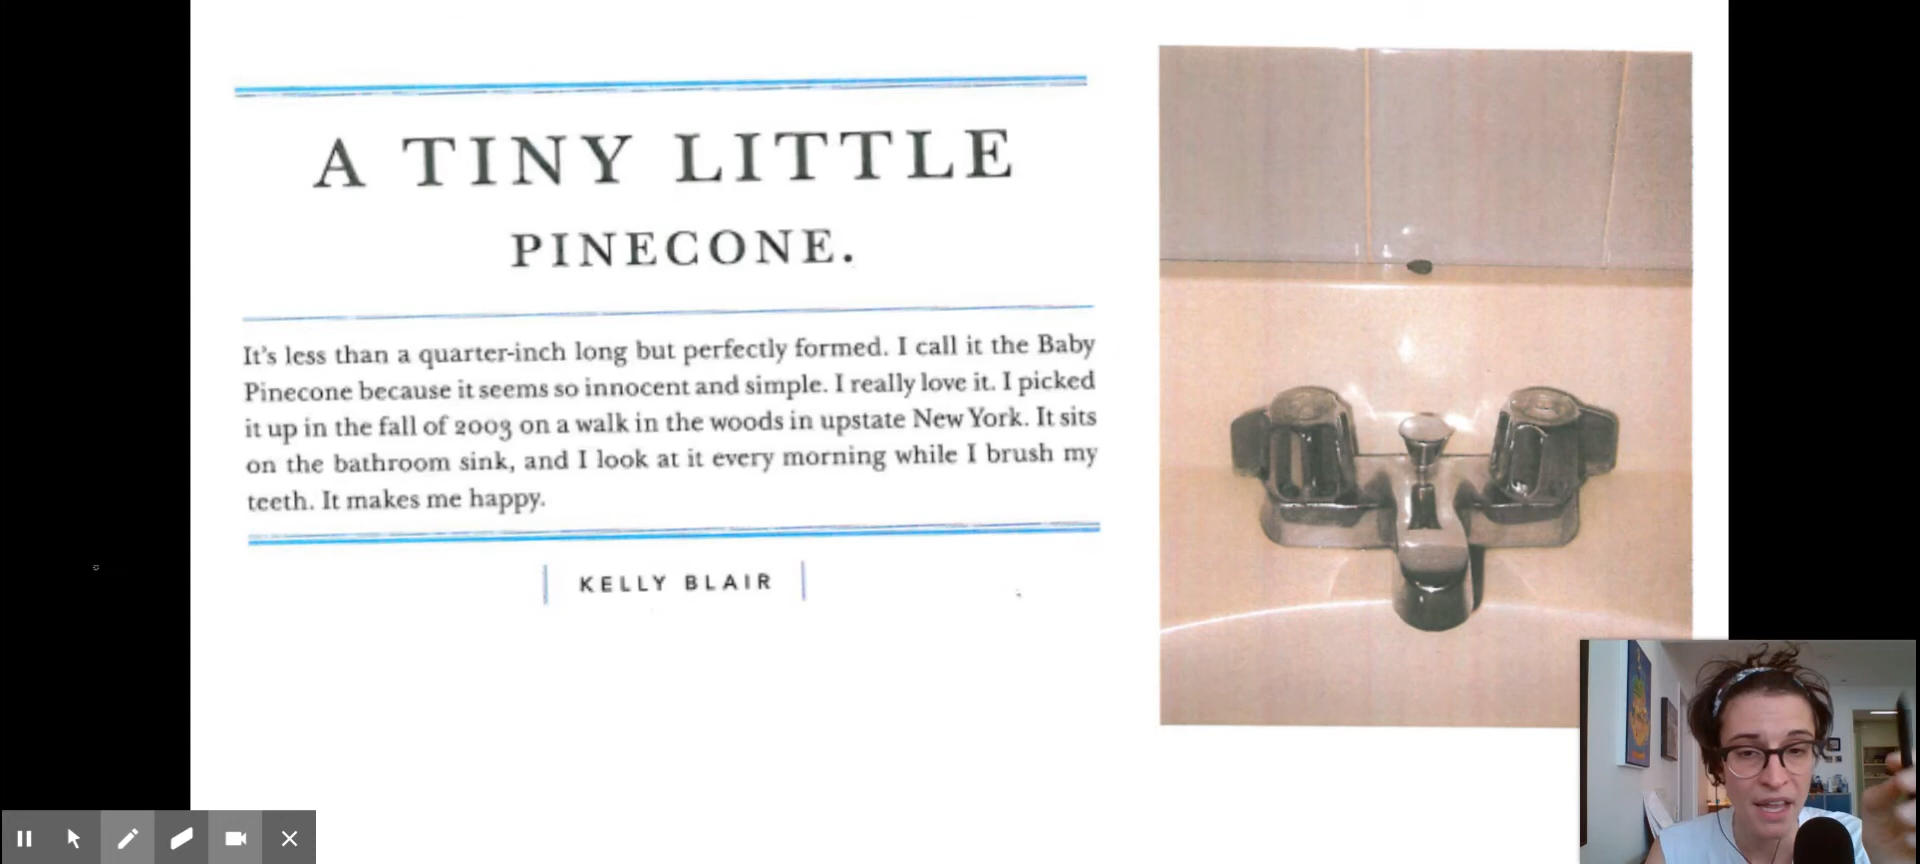 A TINY LITTLE
PINECONE.
It's less than a quarter-inch long but perfectly formed. I call it the Baby
Pinecone because it seems so innocent and simple. I really love it. I picked
it up in the fall of 2003 on a walk in the woods in upstate New York. It sits
on the bathroom sink, and I look at it every morning while I brush my
teeth. It makes me happy.
KELLY BLAIR